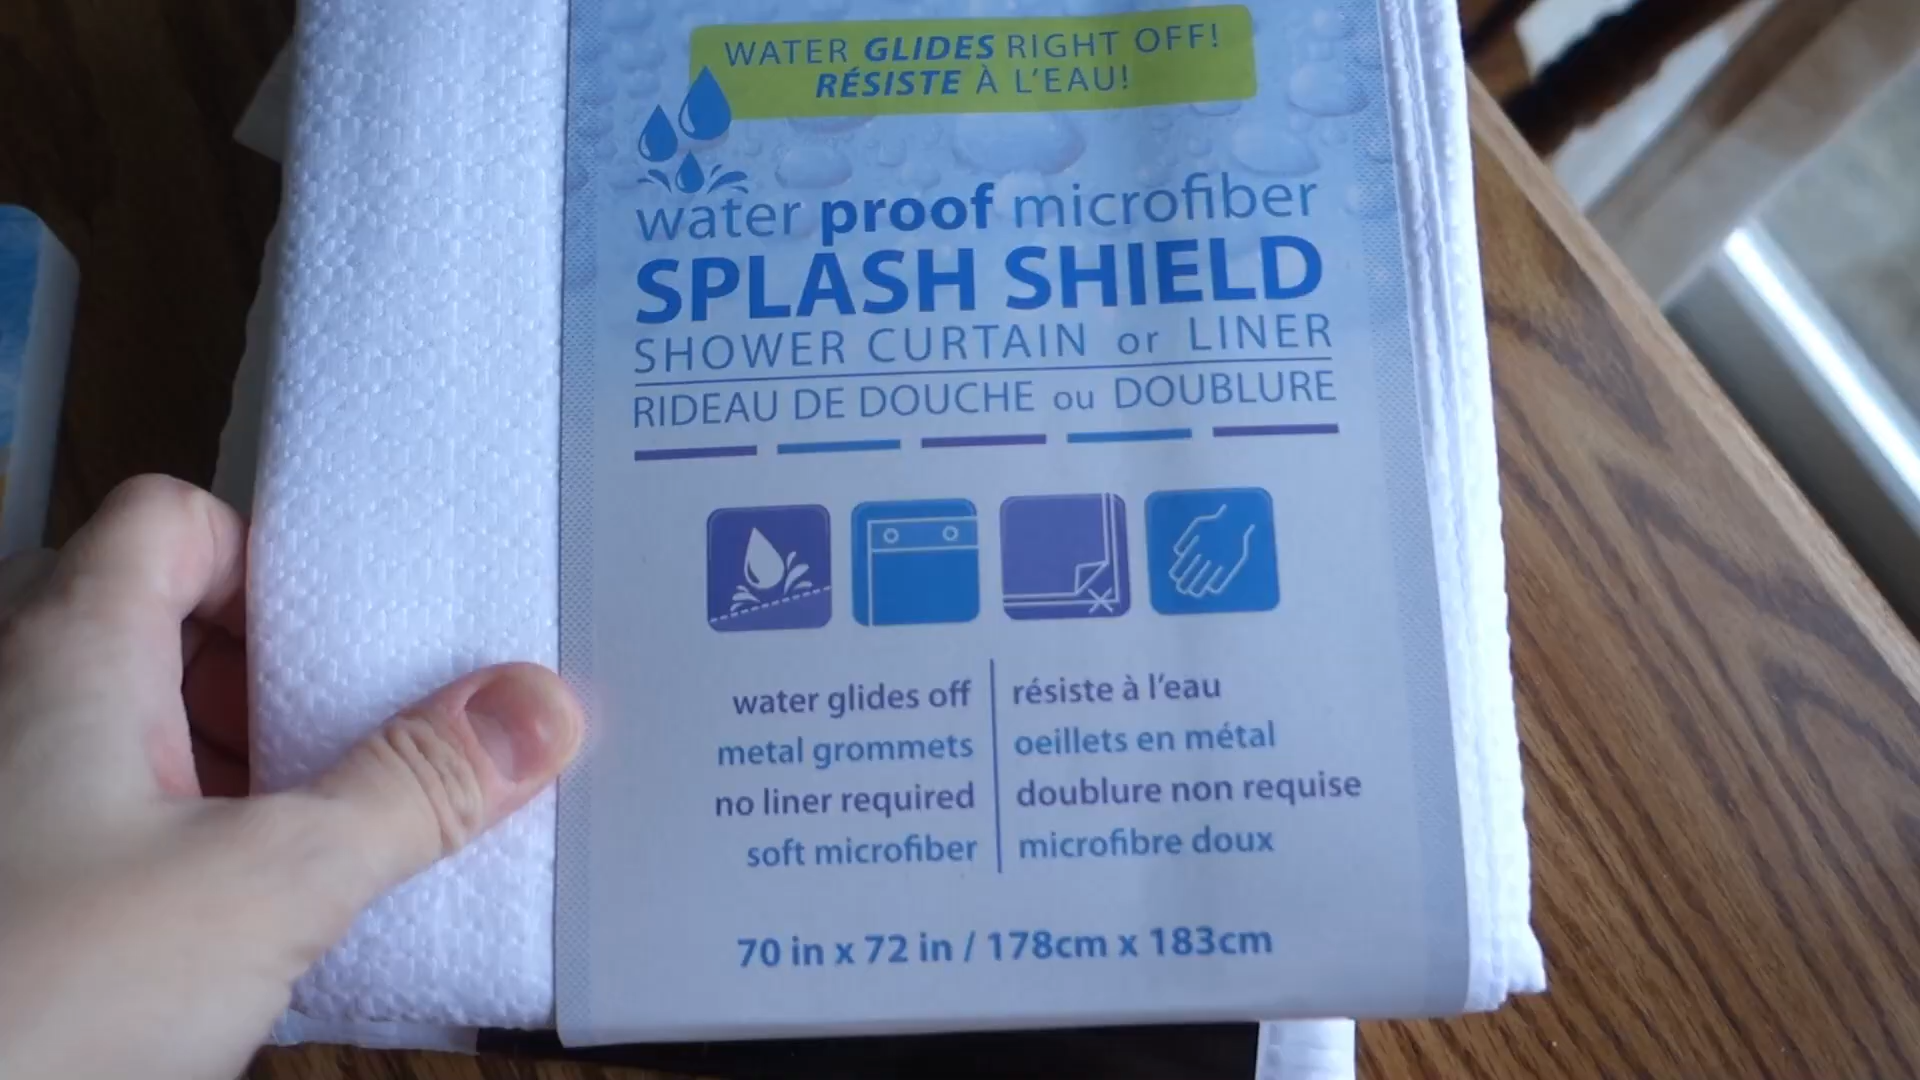 WATER GLIDES RIGHT OFF!
RÉSISTE À L'EAU!
water proof microfiber
SPLASH SHIELD
SHOWER CURTAIN or LINER
RIDEAU DE DOUCHE ou DOUBLURE
water glides off
metal grommets
no liner required
soft microfiber
résiste à l'eau
oeillets en métal
doublure non requise
microfibre doux
70 in x 72 in / 178cm x 183cm